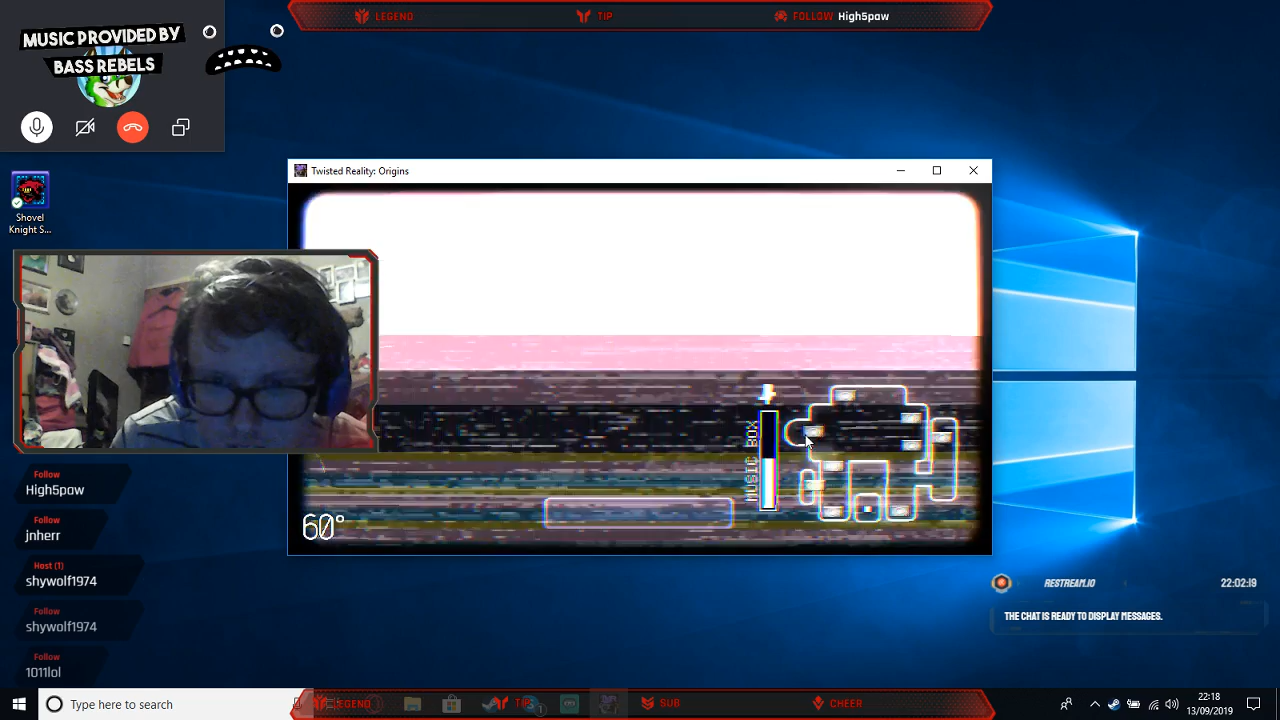 LEGEND
TIP
FOLLOW High5paw
MUSIC PROVIDED BY
BASS REBELS
Twisted Reality: Origins
Shovel
Knight S...
MUSIC BOX
60°
Follow
High5paw
Follow
jnherr
Host (1)
shywolf1974
Follow
shywolf1974
Follow
1011lol
RESTREAM.IO
22:02:19
THE CHAT IS READY TO DISPLAY MESSAGES.
Type here to search
LEGEND
TIP
SUB
CHEER
22:18
13/09/2019